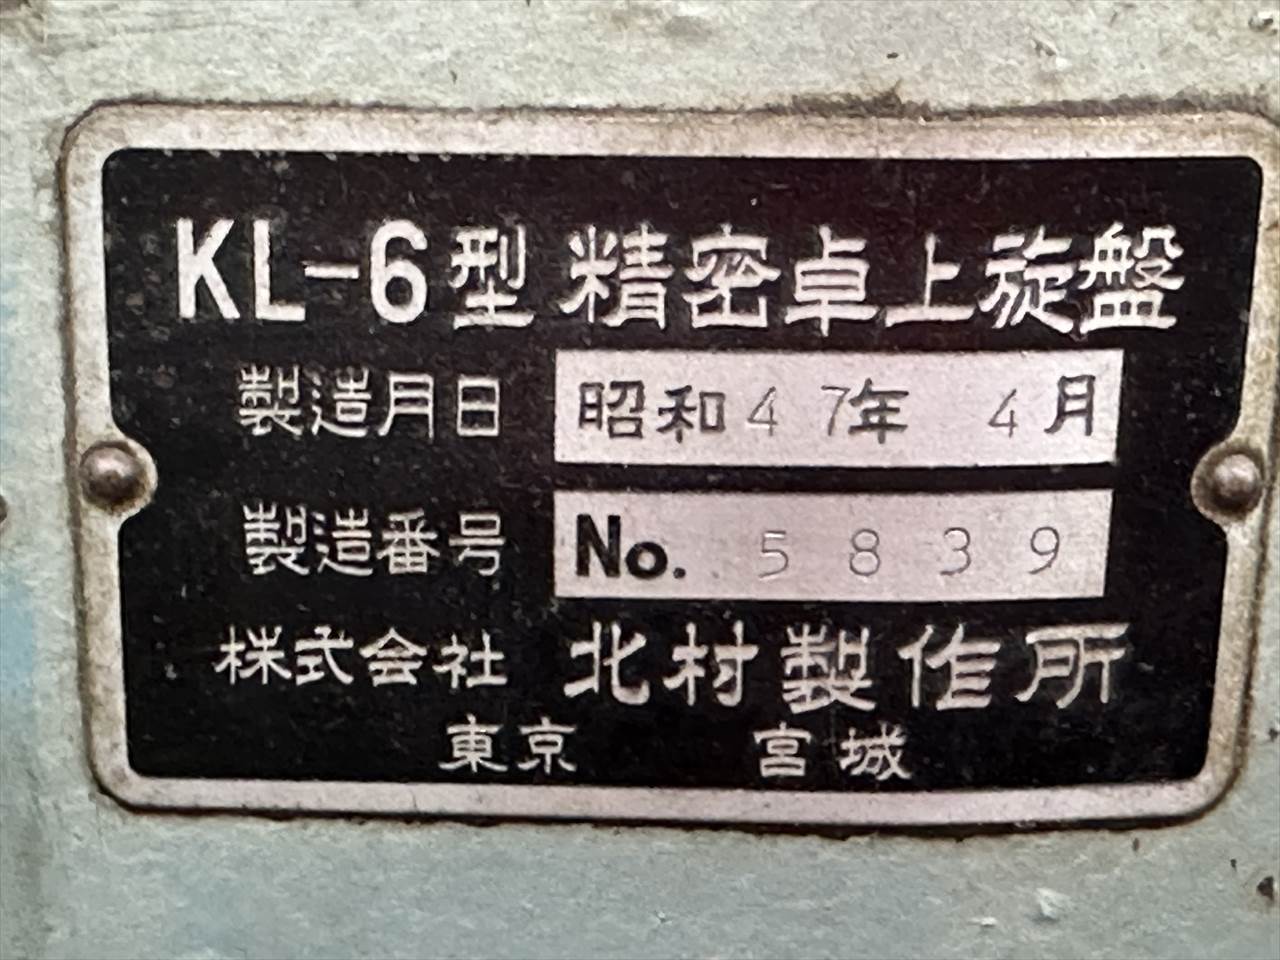 KL-6型 精密卓上旋盤
製造月日 昭和47年 4月
製造番号 No. 5839
株式会社 北村製作所
東京 宮城